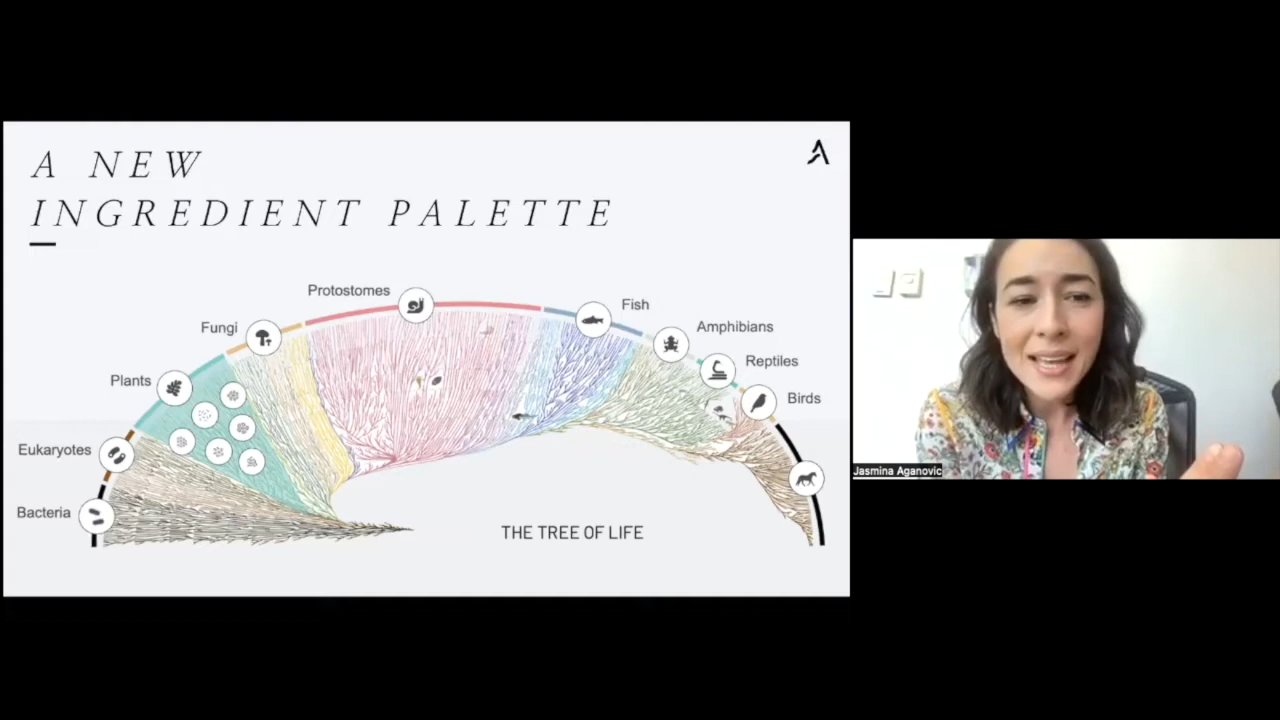 A NEW
INGREDIENT PALETTE
Protostomes
Fish
Fungi
Amphibians
Reptiles
Plants
Birds
Eukaryotes
Bacteria
THE TREE OF LIFE
Jasmina Aganovic